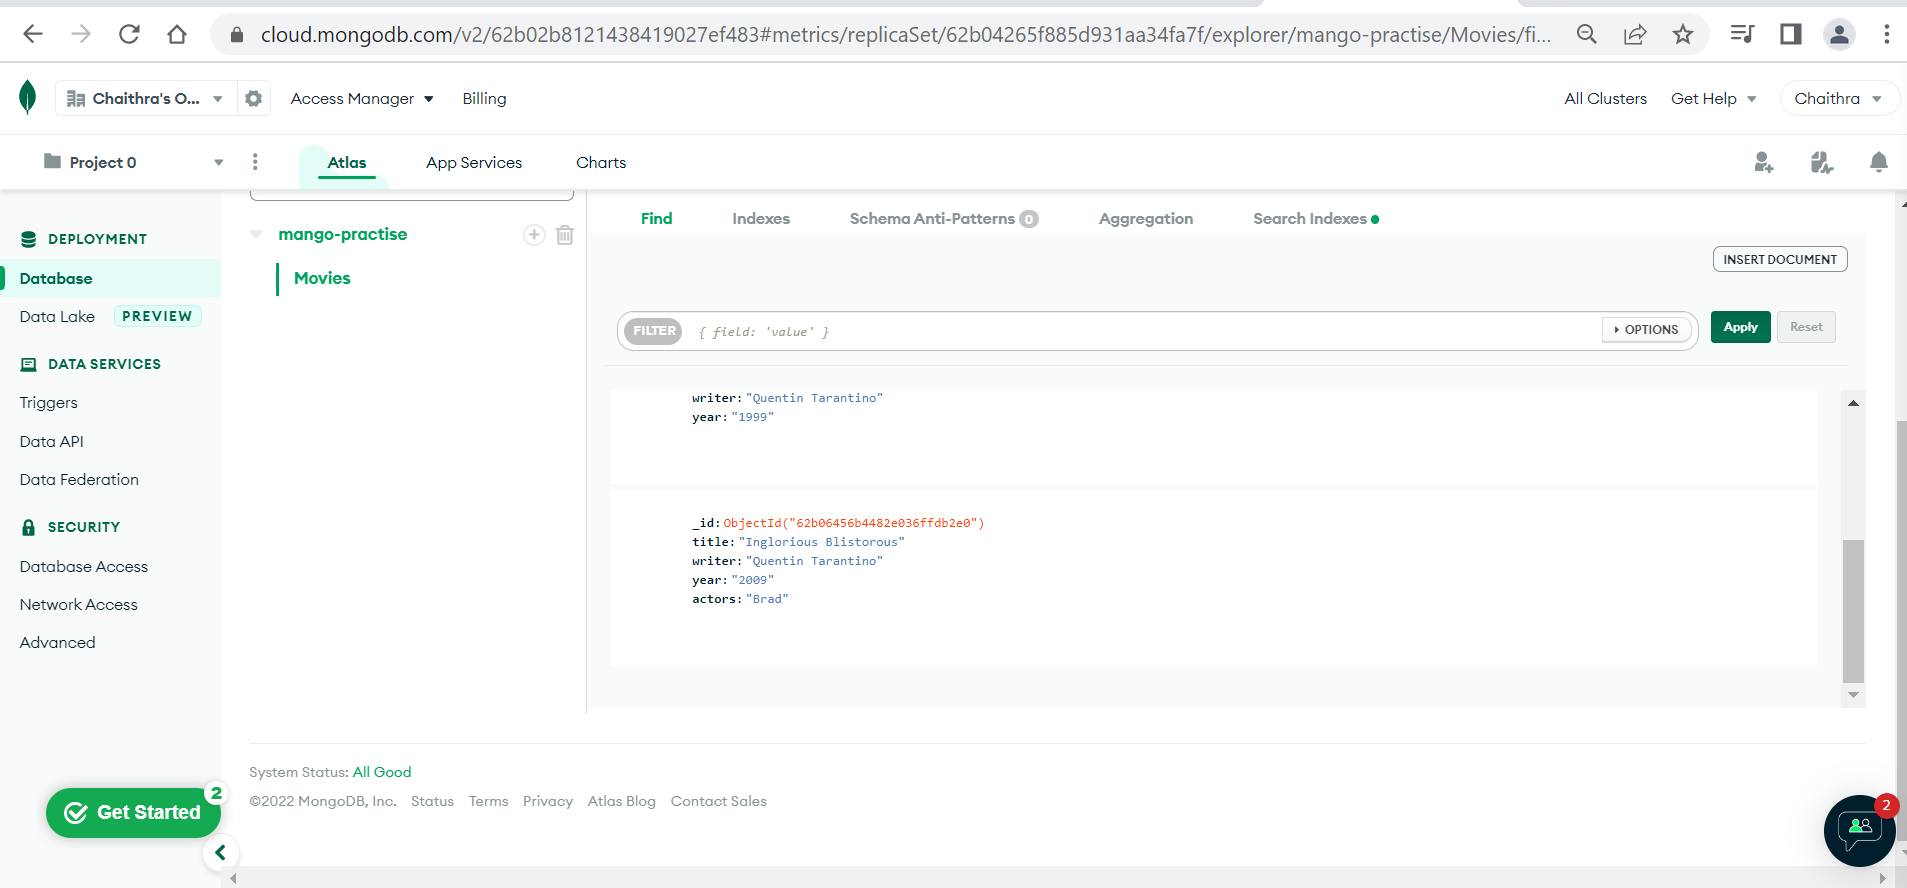 cloud.mongodb.com/v2/62b02b8121438419027ef483#metrics/replicaSet/62b04265f885d931aa34fa7f/explorer/mango-practise/Movies/fi...
Chaithra's O... Access Manager Billing All Clusters Get Help Chaithra
Project 0 Atlas App Services Charts
DEPLOYMENT
Database
Data Lake PREVIEW
DATA SERVICES
Triggers
Data API
Data Federation
SECURITY
Database Access
Network Access
Advanced
Get Started 2
mango-practise
Movies
Find Indexes Schema Anti-Patterns 0 Aggregation Search Indexes
INSERT DOCUMENT
FILTER { field: 'value' } OPTIONS Apply Reset
writer: "Quentin Tarantino"
year: "1999"
_id: ObjectId("62b06456b4482e036ffdb2e0")
title: "Inglorious Blistorous"
writer: "Quentin Tarantino"
year: "2009"
actors: "Brad"
System Status: All Good
©2022 MongoDB, Inc. Status Terms Privacy Atlas Blog Contact Sales
2